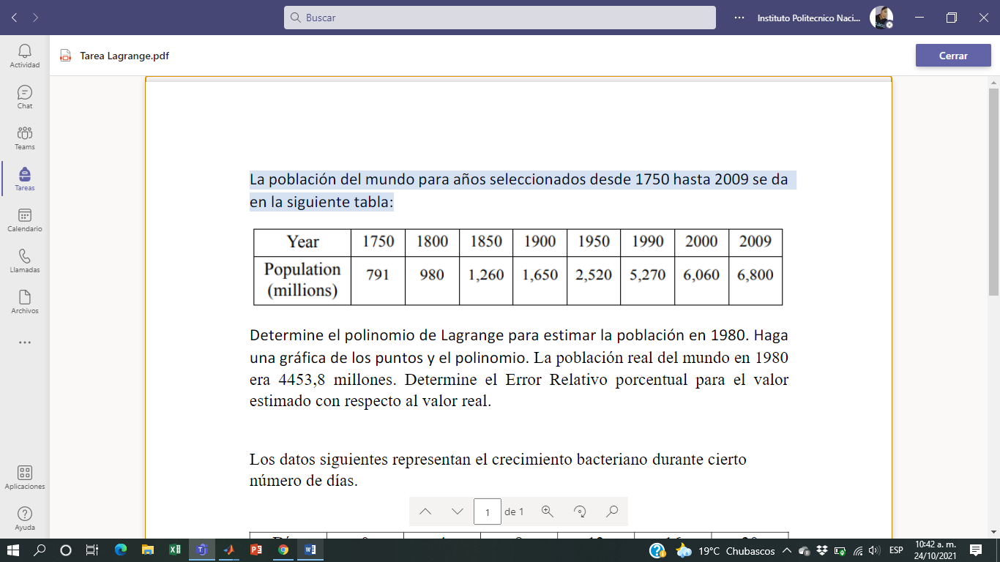 Buscar
Instituto Politecnico Naci...
Actividad
Chat
Teams
Tareas
Calendario
Llamadas
Archivos
Aplicaciones
Ayuda
Tarea Lagrange.pdf
Cerrar
La población del mundo para años seleccionados desde 1750 hasta 2009 se da
en la siguiente tabla:
Year 1750 1800 1850 1900 1950 1990 2000 2009
Population (millions) 791 980 1,260 1,650 2,520 5,270 6,060 6,800
Determine el polinomio de Lagrange para estimar la población en 1980. Haga
una gráfica de los puntos y el polinomio. La población real del mundo en 1980
era 4453,8 millones. Determine el Error Relativo porcentual para el valor
estimado con respecto al valor real.
Los datos siguientes representan el crecimiento bacteriano durante cierto
número de días.
1 de 1
19°C Chubascos
ESP
10:42 a. m.
24/10/2021